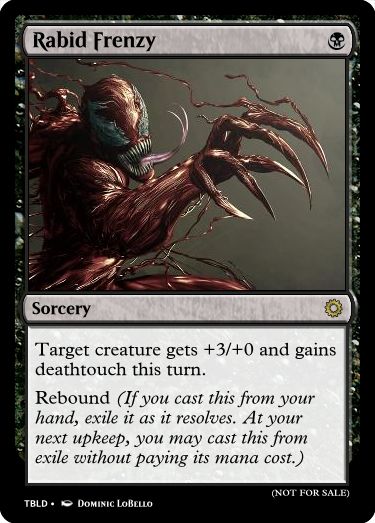 Rabid Frenzy
Sorcery
Target creature gets +3/+0 and gains
deathtouch this turn.
Rebound (If you cast this from your
hand, exile it as it resolves. At your
next upkeep, you may cast this from
exile without paying its mana cost.)
(NOT FOR SALE)
TBLD • Dominic LoBello